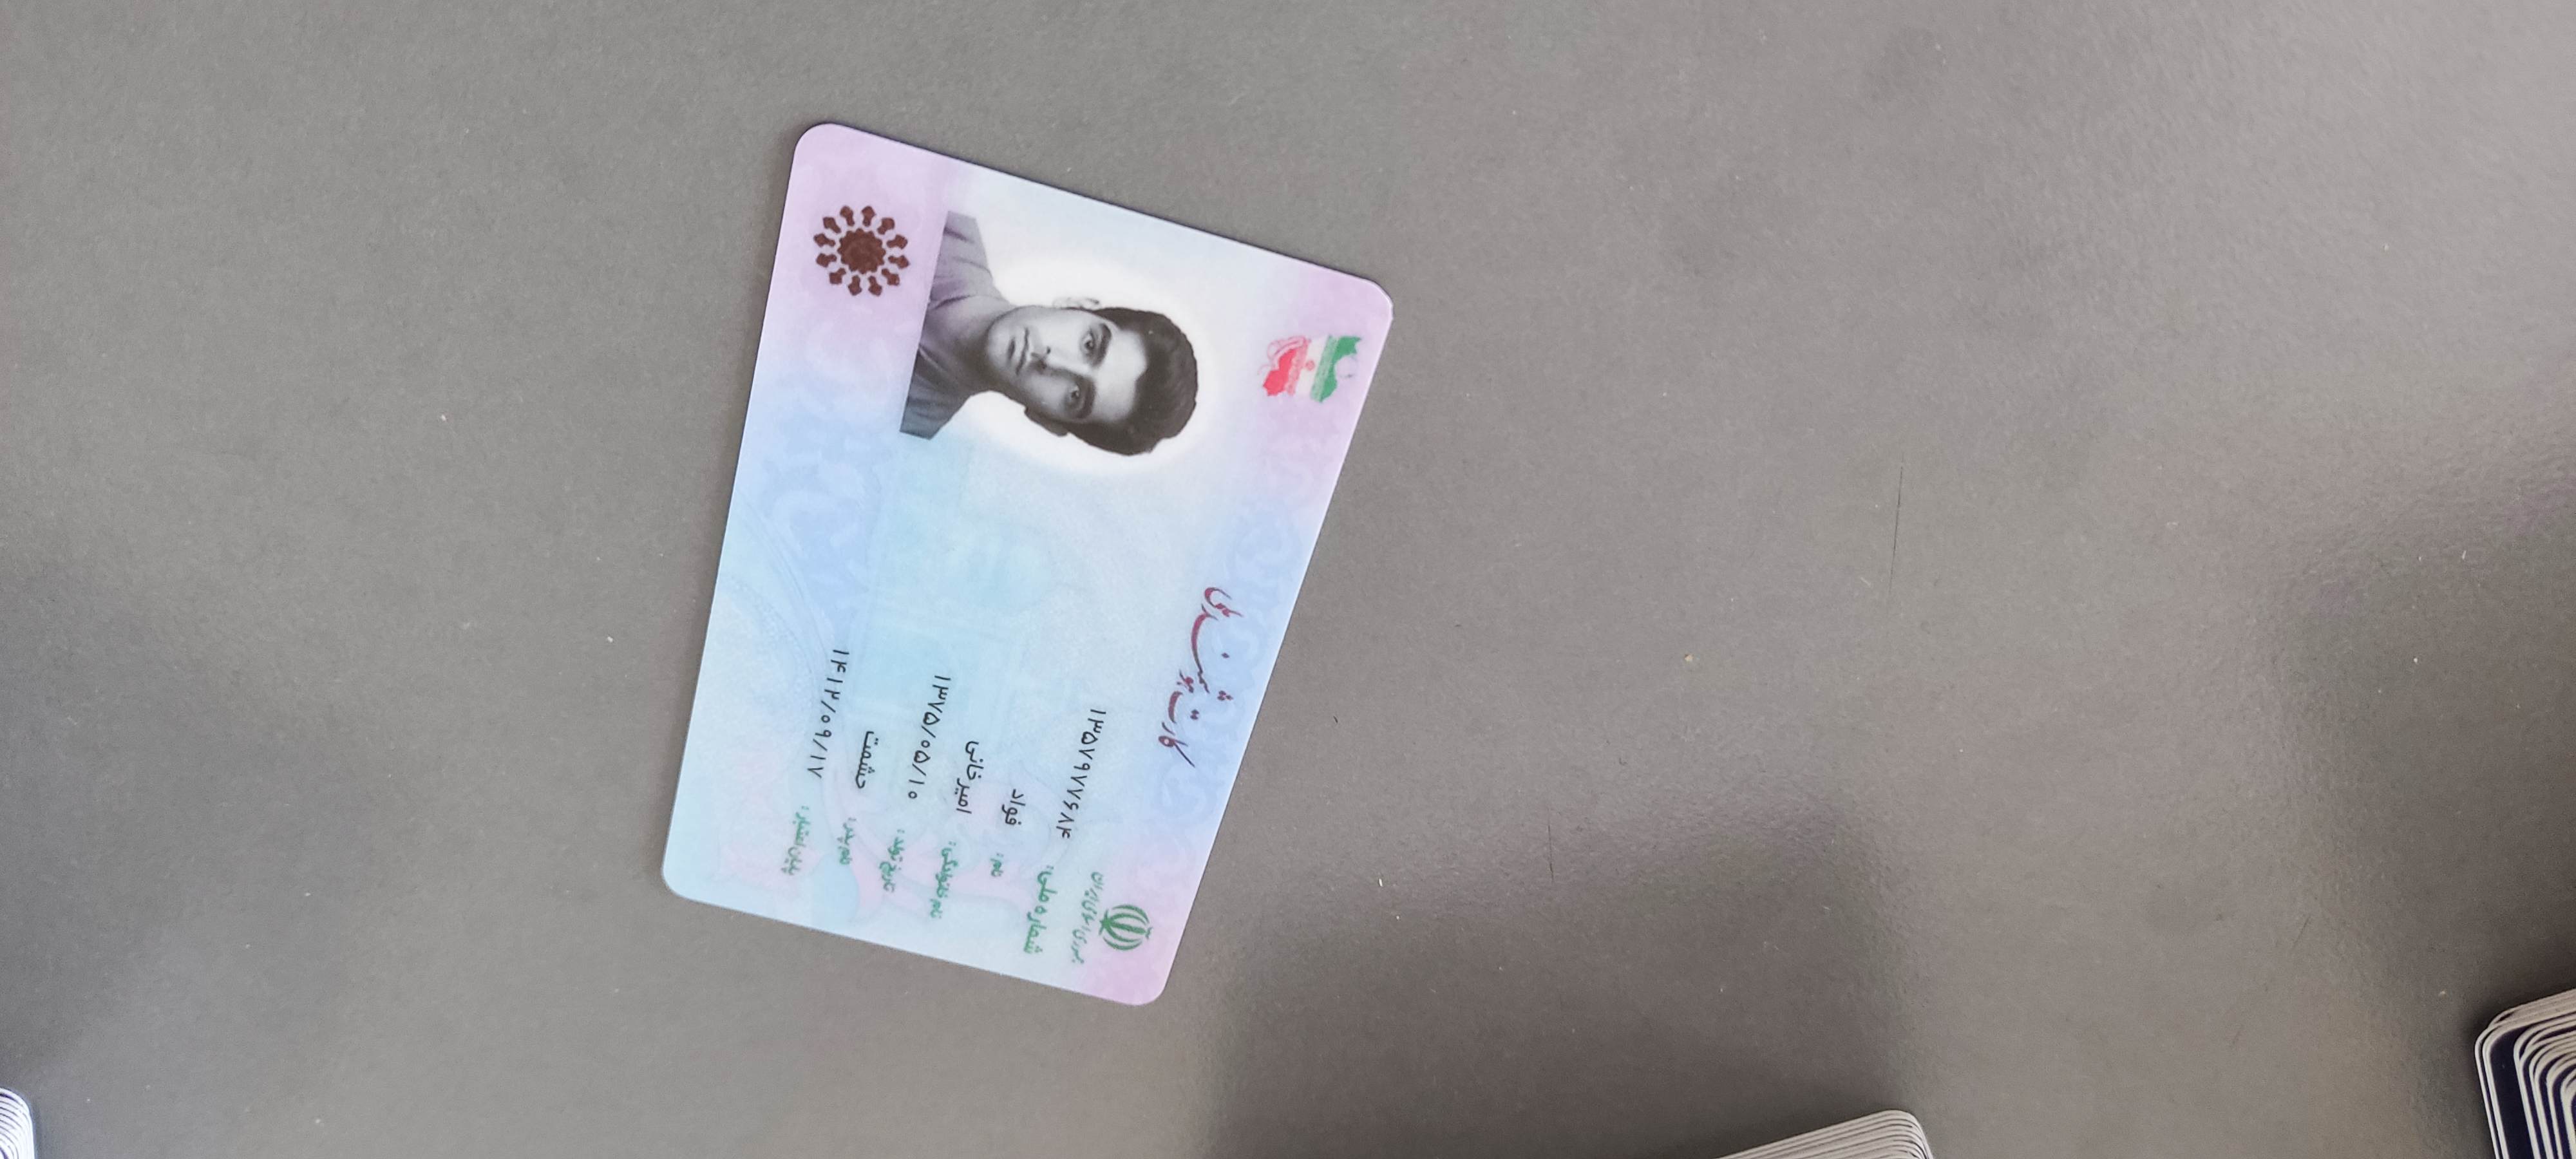 جمهوری اسلامی ایران
کارت هوشمند ملی
شماره ملی: ۱۳۵۷۹۷۷۶۸۴
نام: فواد
نام خانوادگی: امیرخانی
تاریخ تولد: ۱۳۷۵/۰۵/۱۰
نام پدر: حشمت
پایان اعتبار: ۱۴۱۲/۰۹/۱۷